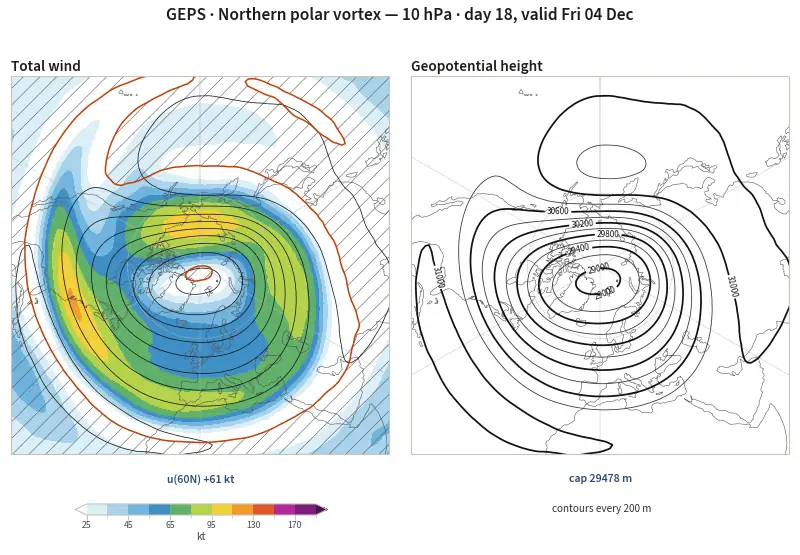 GEPS · Northern polar vortex — 10 hPa · day 18, valid Fri 04 Dec
Total wind
Geopotential height
30600
30200
29800
29400
29000
29000
31000
31000
u(60N) +61 kt
cap 29478 m
contours every 200 m
25 45 65 95 130 170
kt